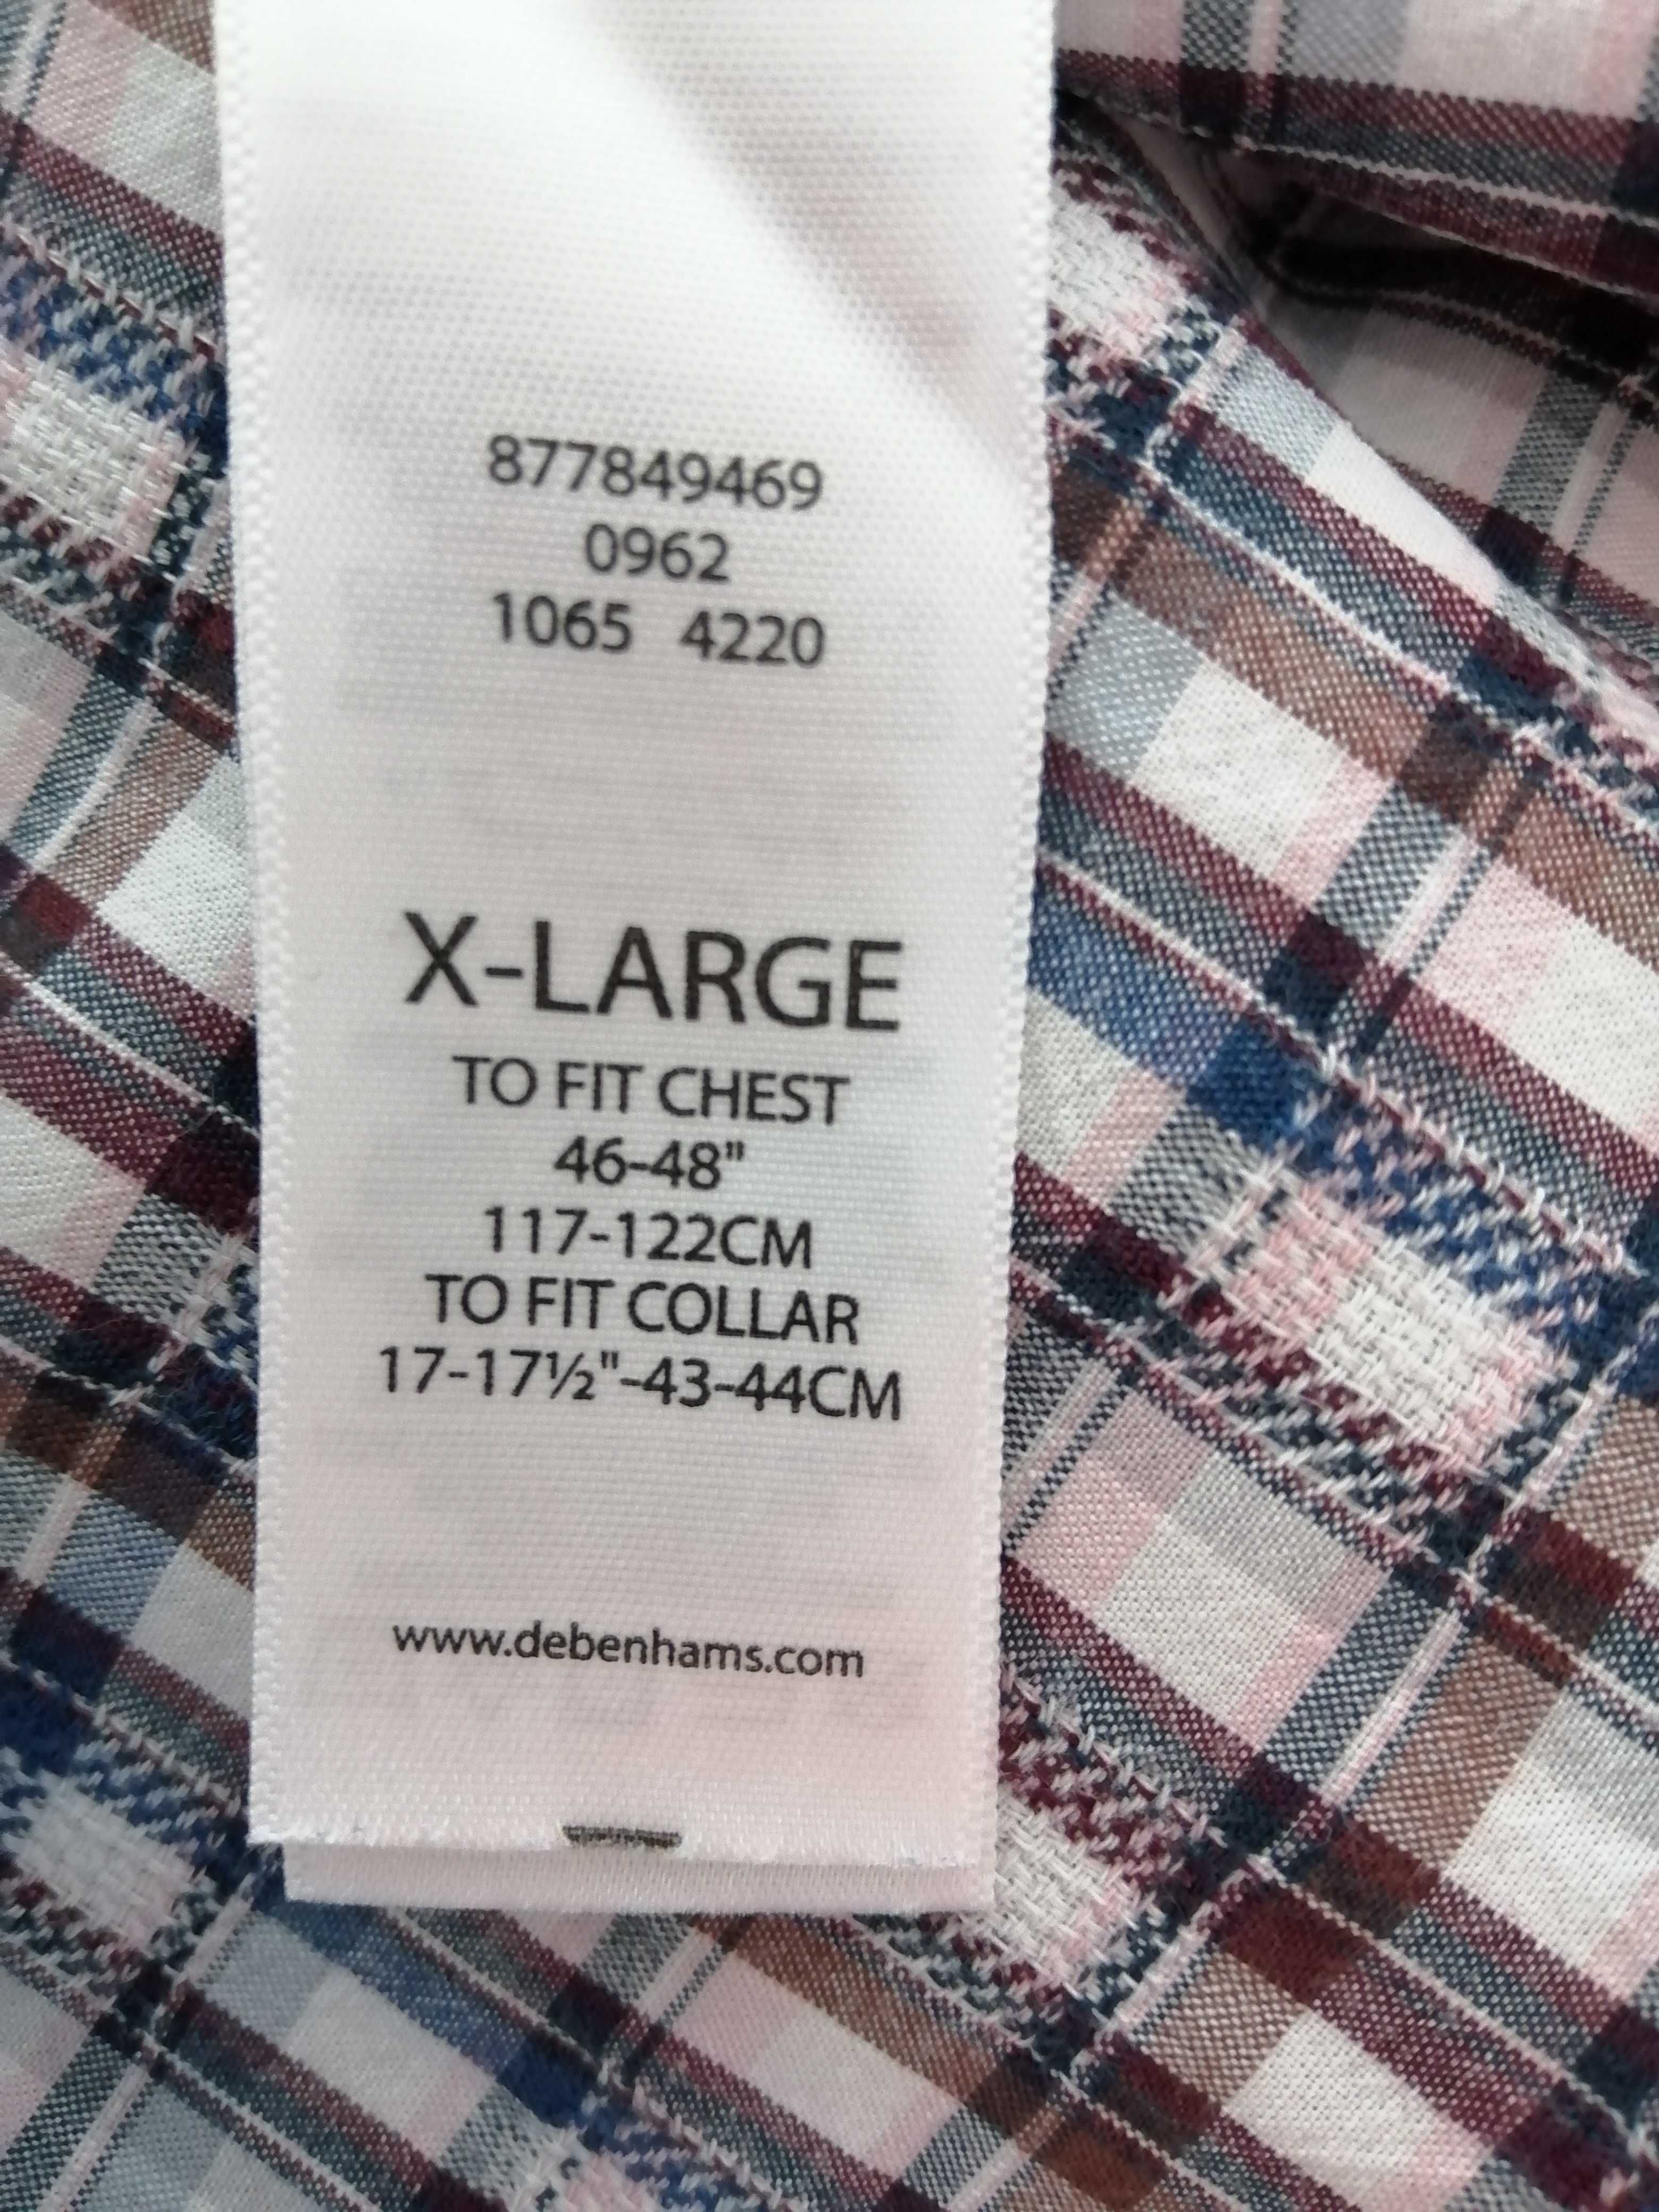 877849469
0962
1065 4220
X-LARGE
TO FIT CHEST
46-48"
117-122CM
TO FIT COLLAR
17-17½"-43-44CM
www.debenhams.com